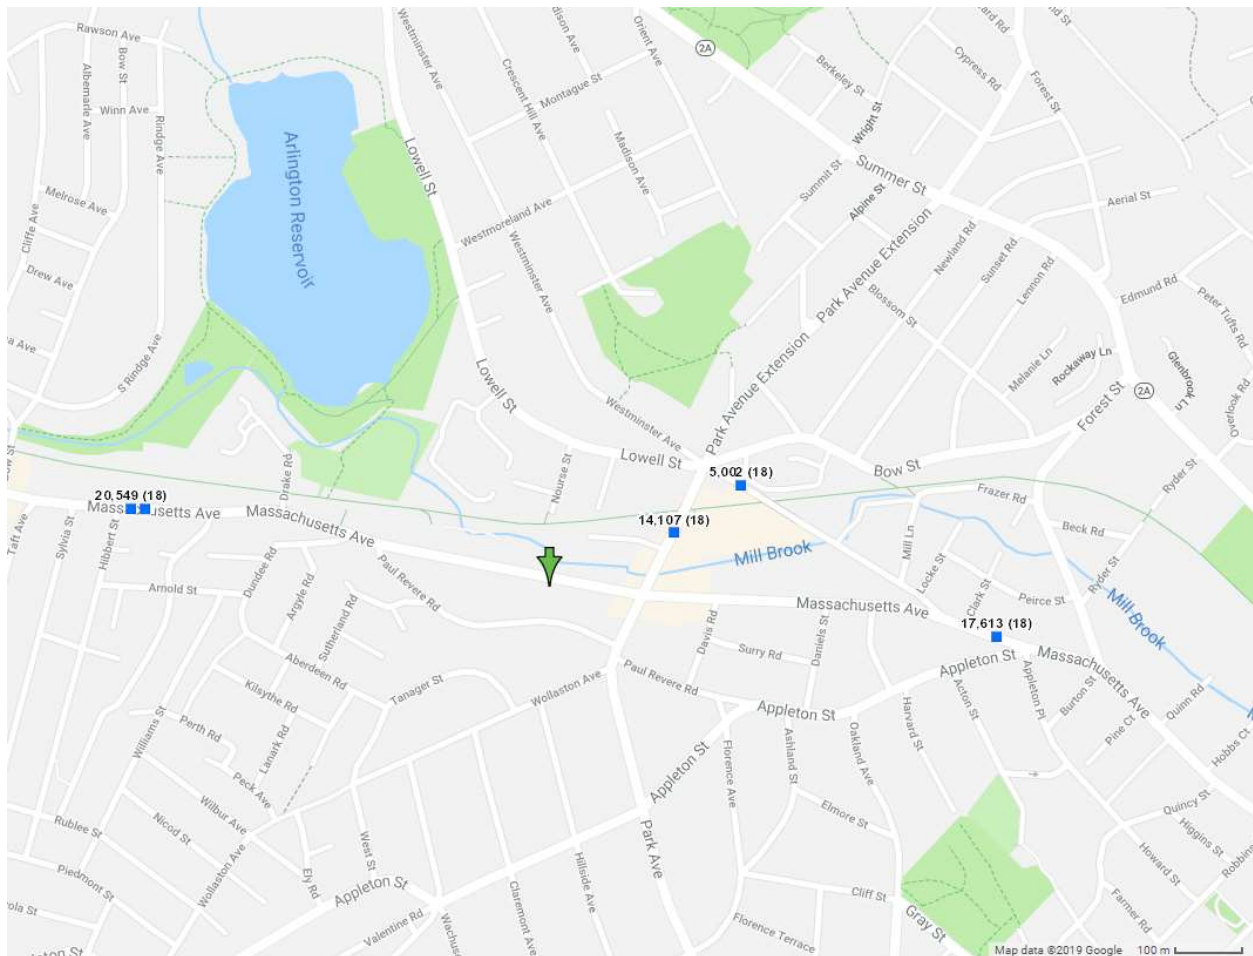 Rawson Ave
Bow St
Albemarle Ave
Winn Ave
Rindge Ave
Melrose Ave
Cliffe Ave
Drew Ave
a Ave
S Rindge Ave
Arlington Reservoir
Westminster Ave
Crescent Hill Ave
Madison Ave
Orient Ave
Montague St
Madison Ave
Lowell St
Westmoreland Ave
Westminster Ave
2A
Berkeley St
Cypress Rd
Wright St
Forest St
Summit St
Alpine St
Summer St
Aerial St
Park Avenue Extension
Newland Rd
Sunset Rd
Lennon Rd
Blossom St
Edmund Rd
Peter Tufts Rd
Melanie Ln
Rockaway Ln
Glenbrook Ln
Overlook Rd
Forest St
2A
Park Avenue Extension
Lowell St
Westminster Ave
Lowell St
Nourse St
5,002 (18)
Bow St
Ryder St
Frazer Rd
Beck Rd
Drake Rd
20,549 (18)
Massachusetts Ave
Massachusetts Ave
Taft Ave
Sylvia St
Hibbert St
14,107 (18)
Mill Brook
Mill Ln
Locke St
Clark St
Peirce St
Ryder St
Mill Brook
Arnold St
Dundee Rd
Argyle Rd
Sutherland Rd
Paul Revere Rd
Massachusetts Ave
17,613 (18)
Massachusetts Ave
Davis Rd
Surry Rd
Daniels St
Appleton St
Aberdeen Rd
Kilsythe Rd
Tanager St
Wollaston Ave
Paul Revere Rd
Appleton St
Harvard St
Acton St
Appleton Pl
Burton St
Pine Ct
Quinn Rd
Hobbs Ct
Williams St
Perth Rd
Lanark Rd
Peck Ave
Wilbur Ave
Nicod St
Rublee St
Piedmont St
Wollaston Ave
Ely Rd
West St
Appleton St
Valentine Rd
Claremont Ave
Hillside Ave
Park Ave
Appleton St
Florence Ave
Ashland St
Oakland Ave
Elmore St
Cliff St
Florence Terrace
Gray St
Quincy St
Higgins St
Howard St
Farmer Rd
Map data ©2019 Google 100 m